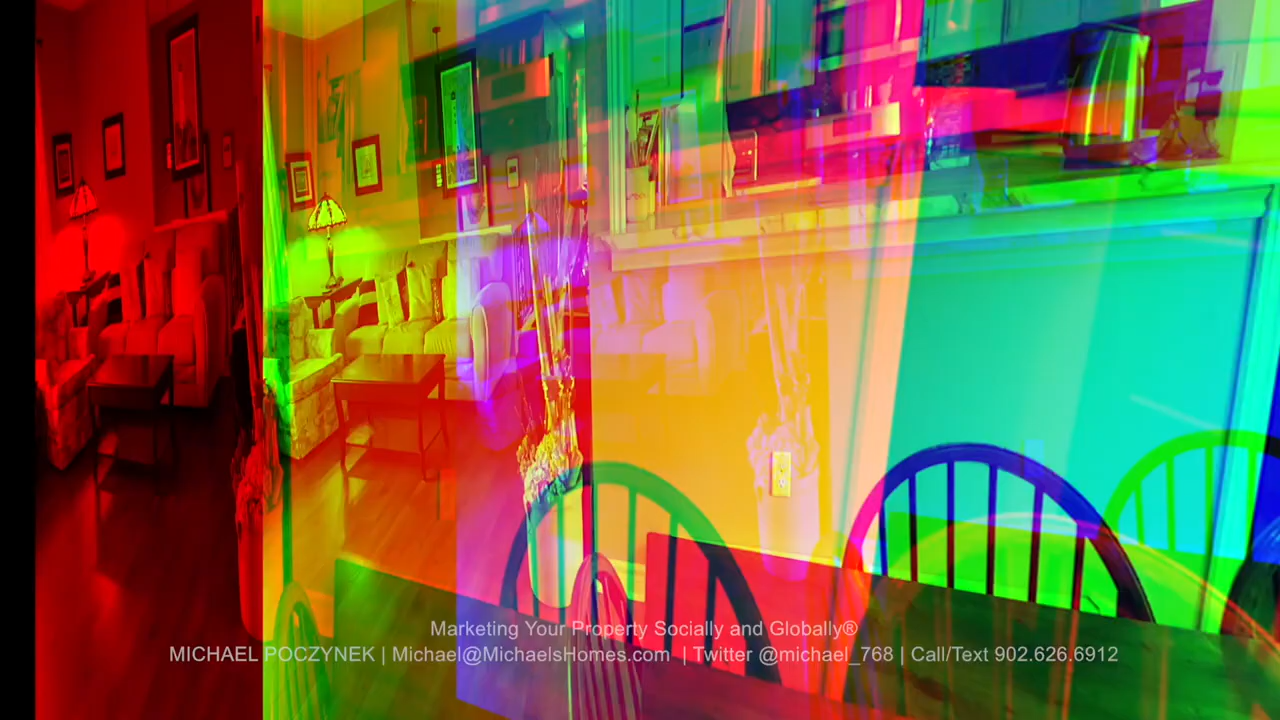 Marketing Your Property Socially and Globally®
MICHAEL POCZYNEK | Michael@MichaelsHomes.com | Twitter @michael_768 | Call/Text 902.626.6912